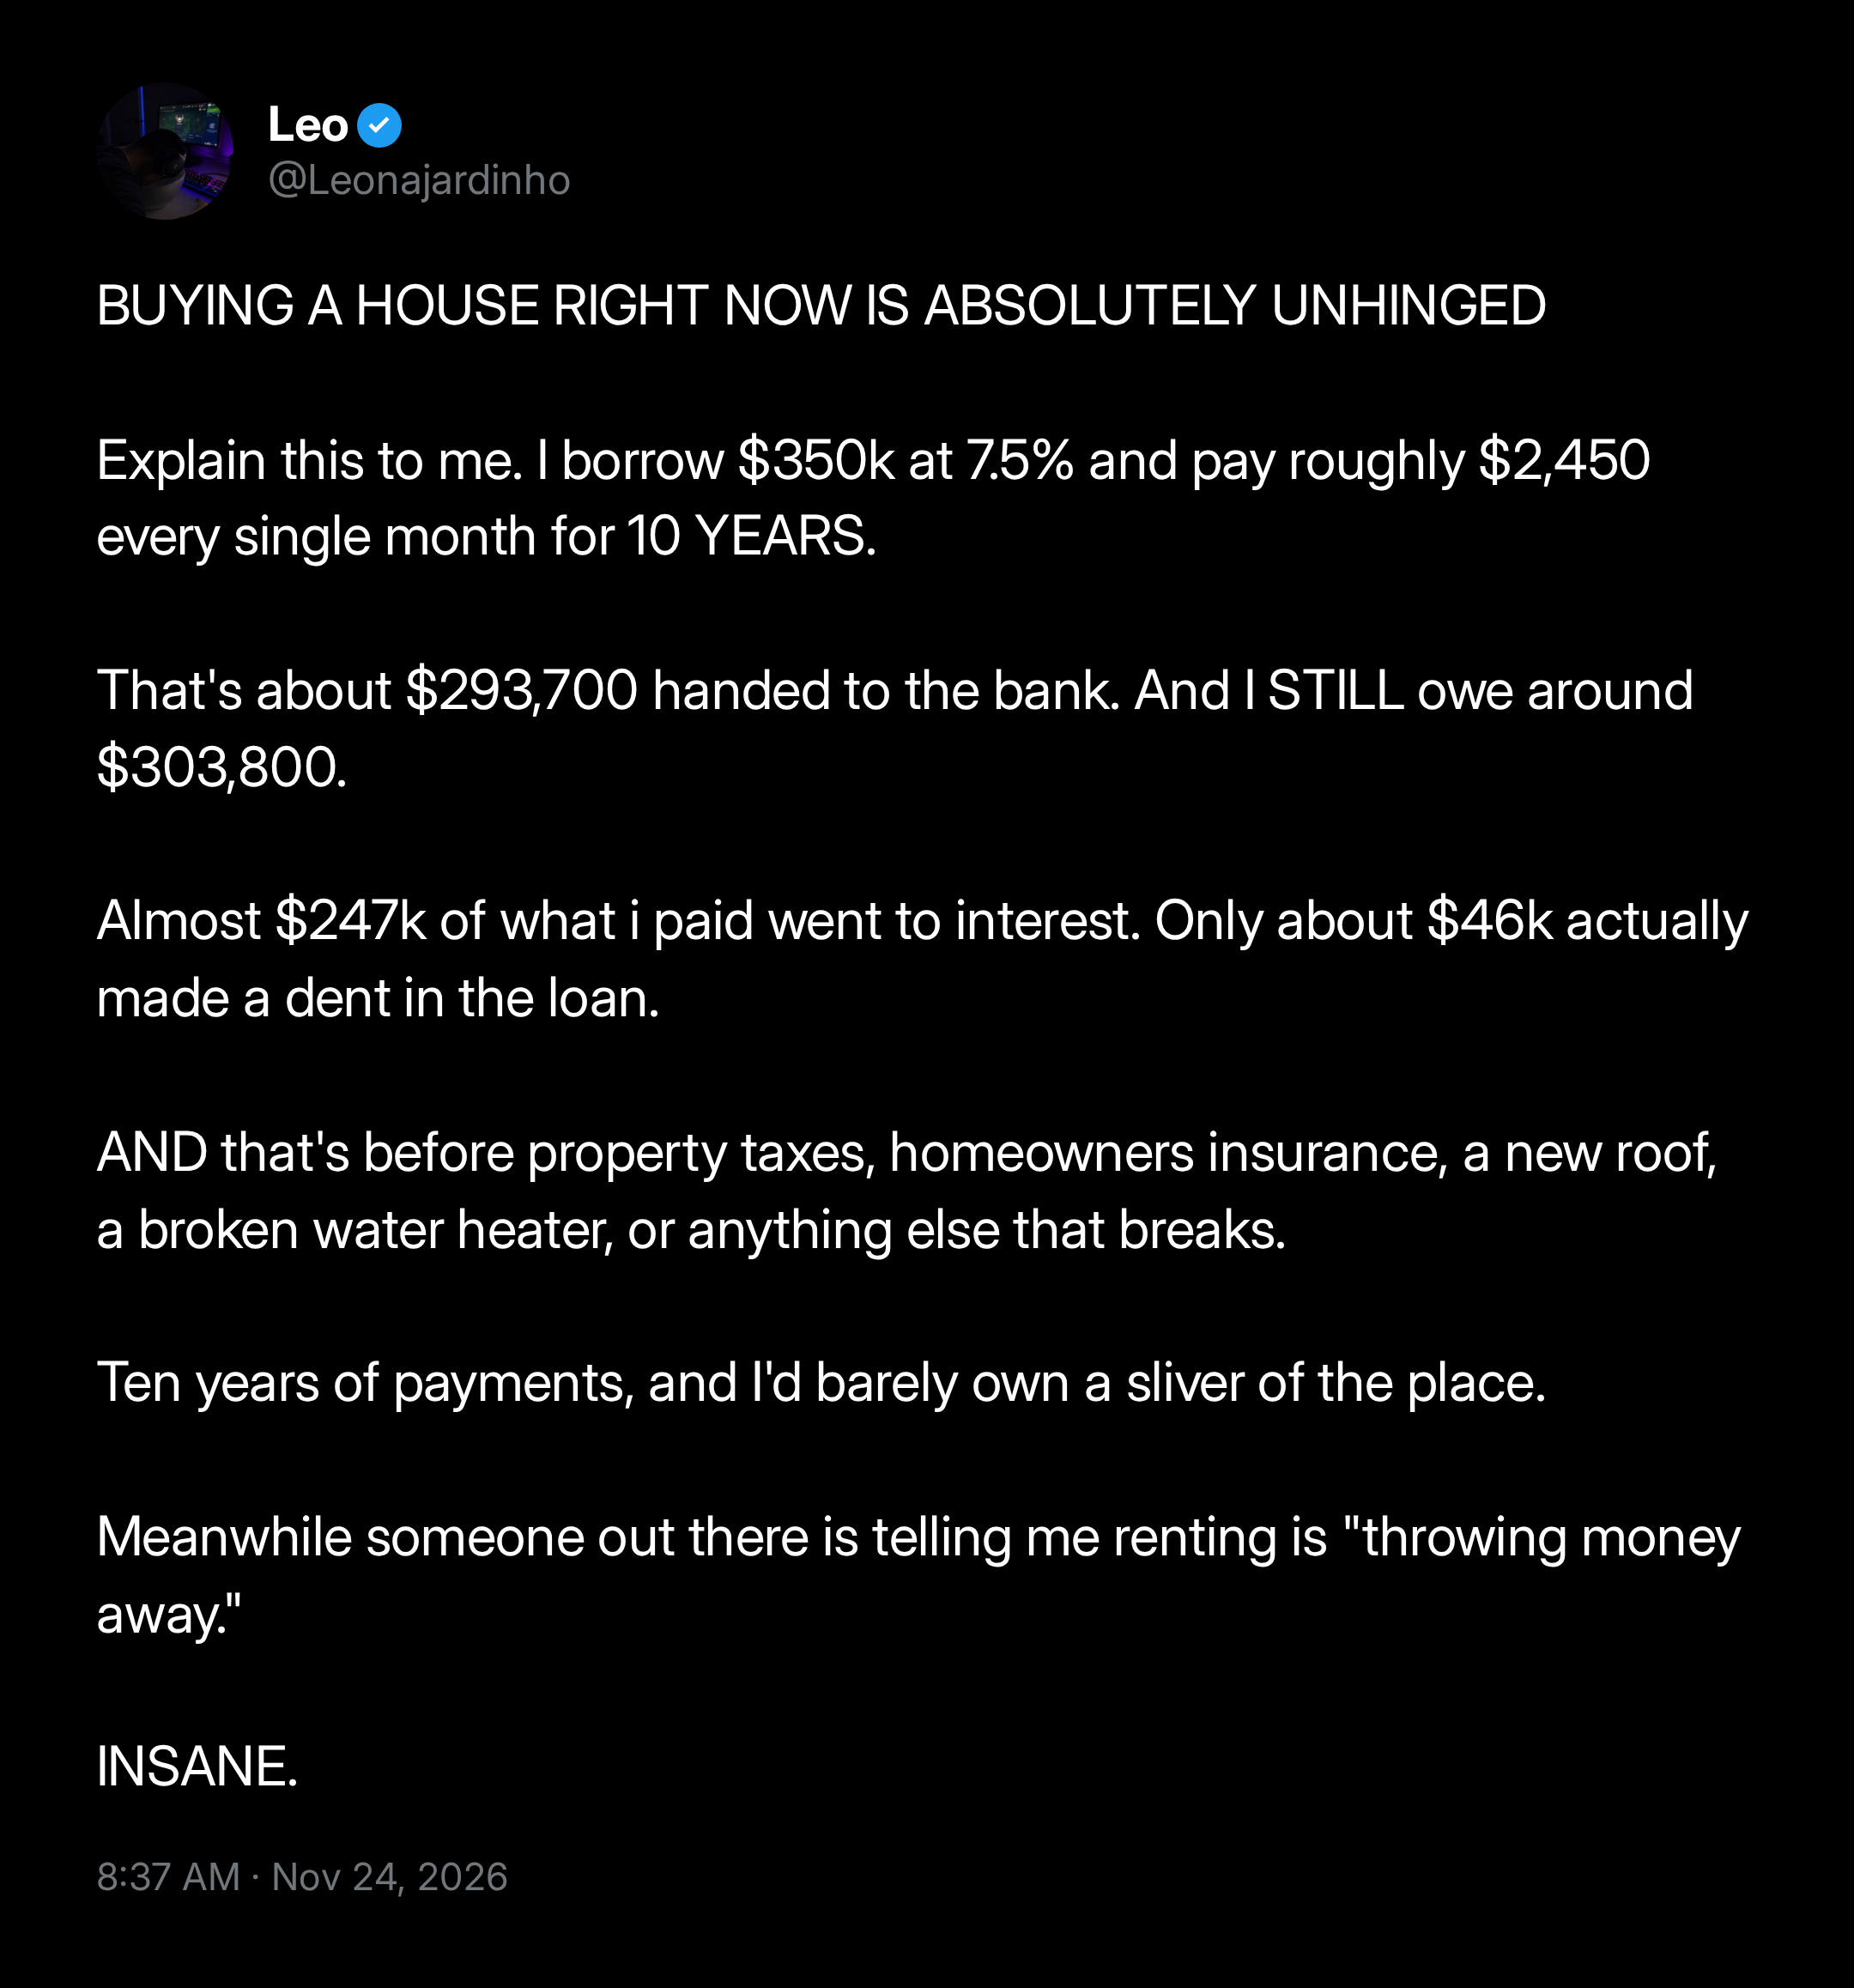 Leo
@Leonajardinho
BUYING A HOUSE RIGHT NOW IS ABSOLUTELY UNHINGED
Explain this to me. I borrow $350k at 7.5% and pay roughly $2,450
every single month for 10 YEARS.
That's about $293,700 handed to the bank. And I STILL owe around
$303,800.
Almost $247k of what i paid went to interest. Only about $46k actually
made a dent in the loan.
AND that's before property taxes, homeowners insurance, a new roof,
a broken water heater, or anything else that breaks.
Ten years of payments, and I'd barely own a sliver of the place.
Meanwhile someone out there is telling me renting is "throwing money
away."
INSANE.
8:37 AM · Nov 24, 2026